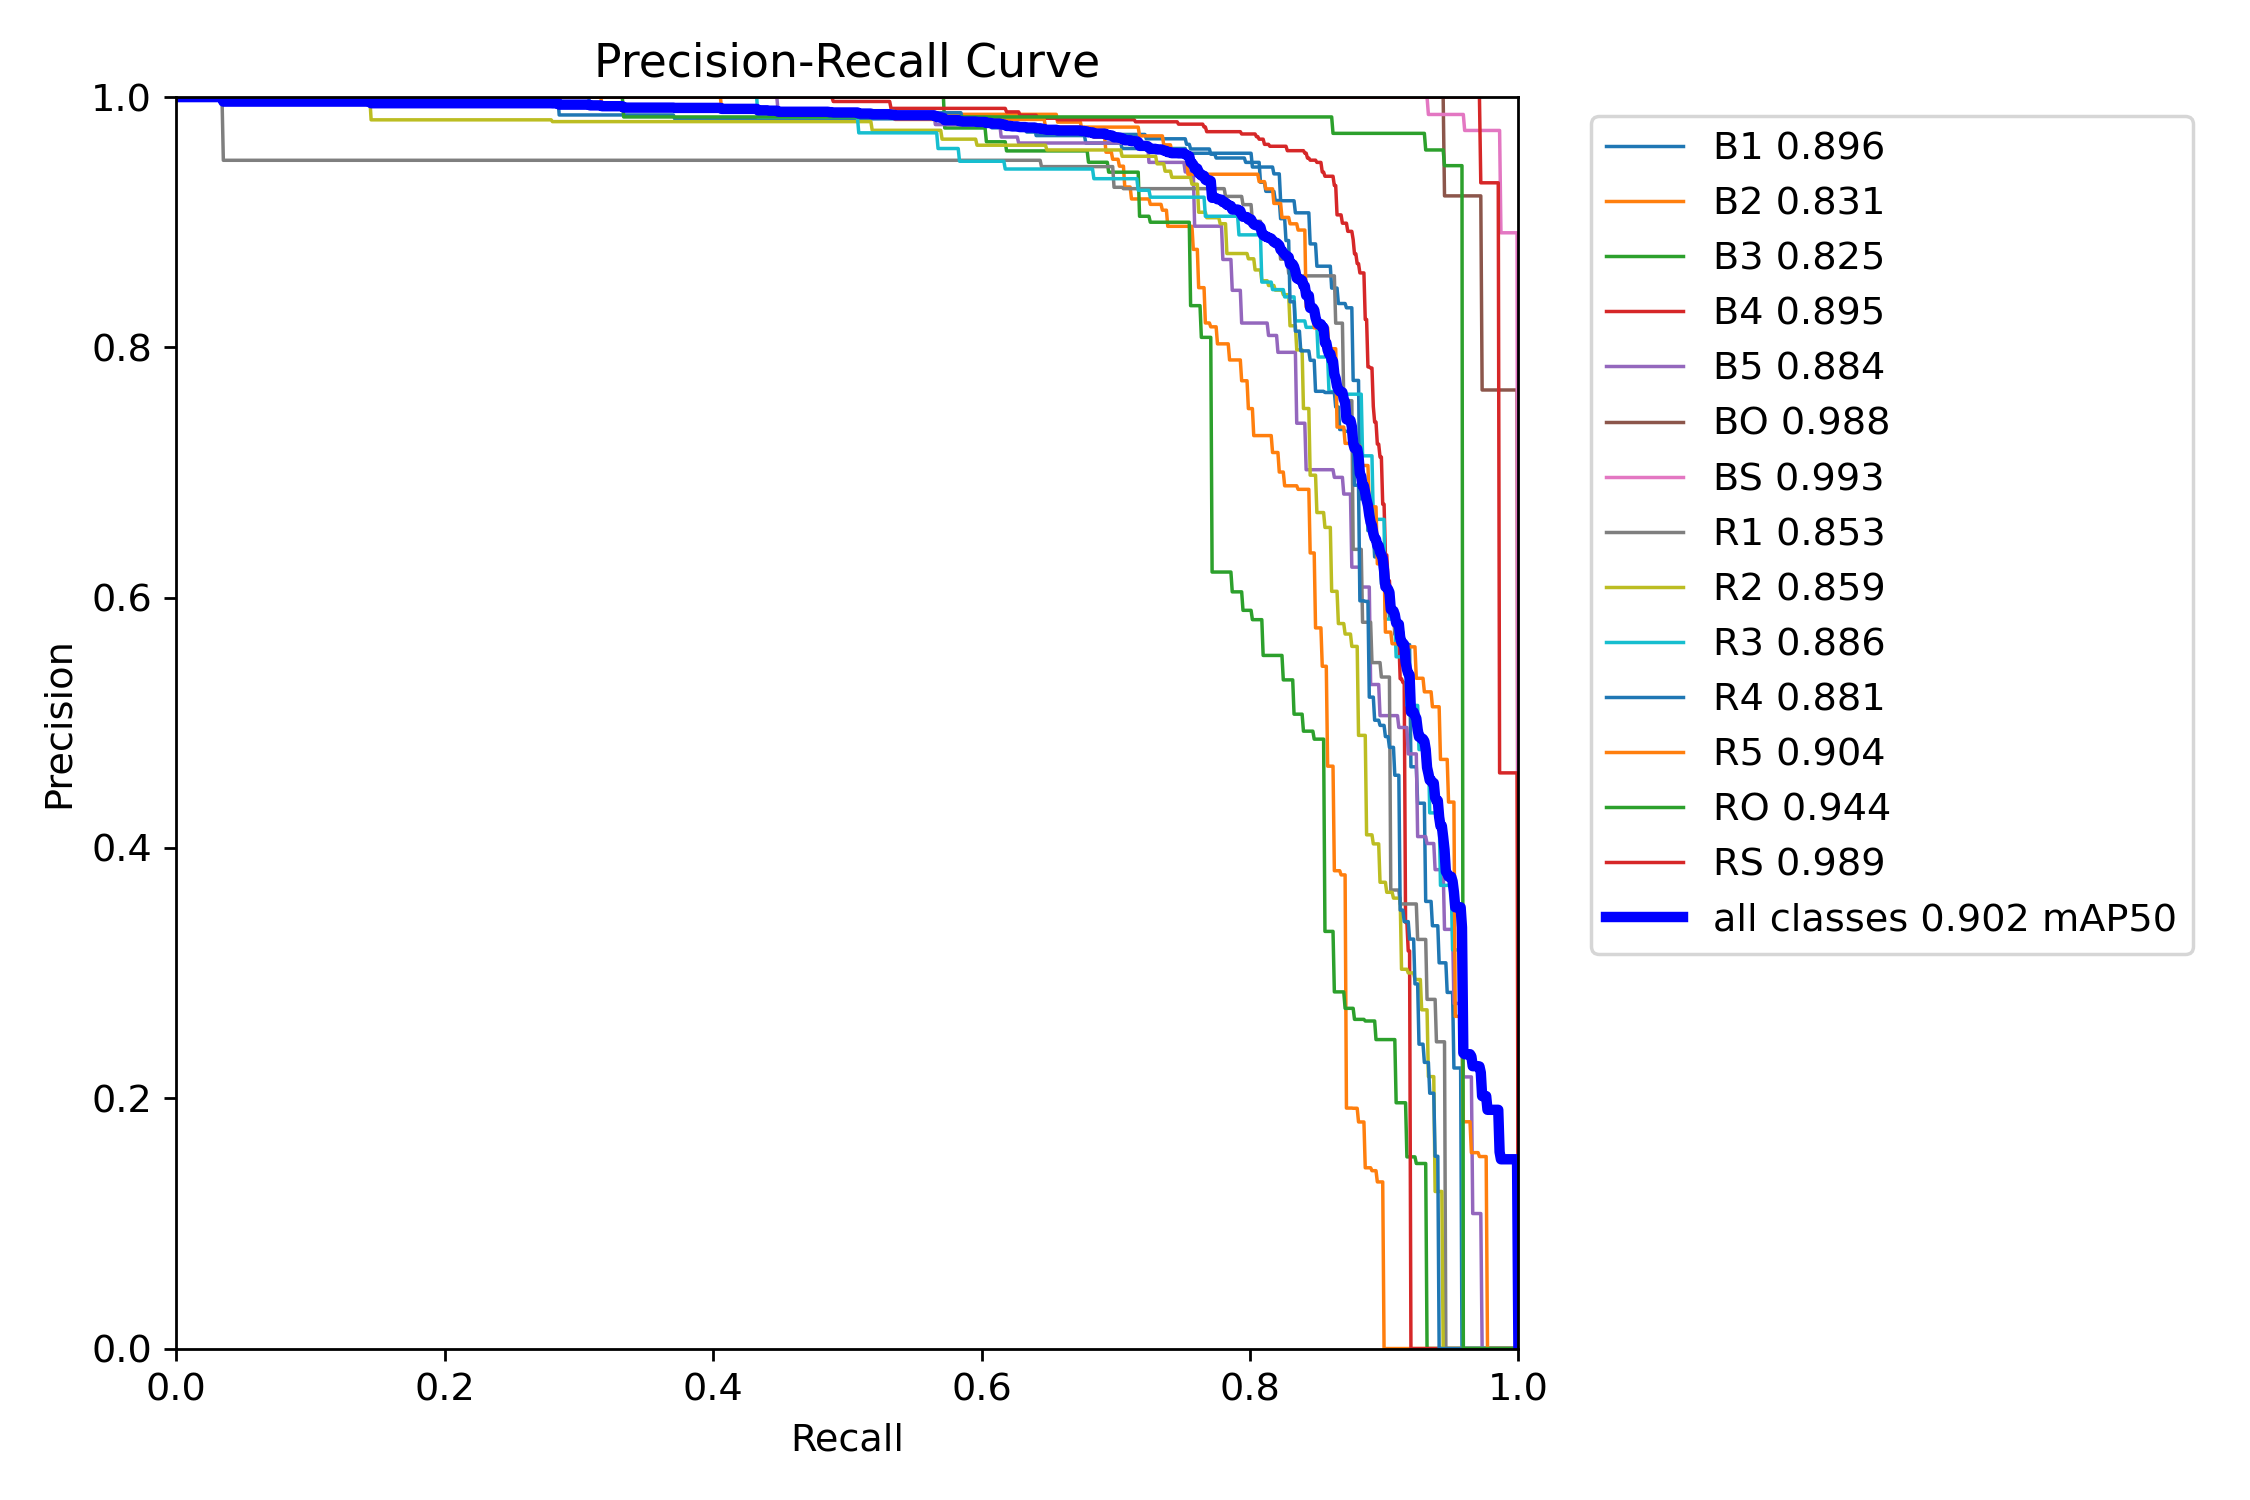 Precision-Recall Curve
1.0
0.8
0.6
0.4
0.2
0.0
Precision
0.0 0.2 0.4 0.6 0.8 1.0
Recall
B1 0.896
B2 0.831
B3 0.825
B4 0.895
B5 0.884
BO 0.988
BS 0.993
R1 0.853
R2 0.859
R3 0.886
R4 0.881
R5 0.904
RO 0.944
RS 0.989
all classes 0.902 mAP50